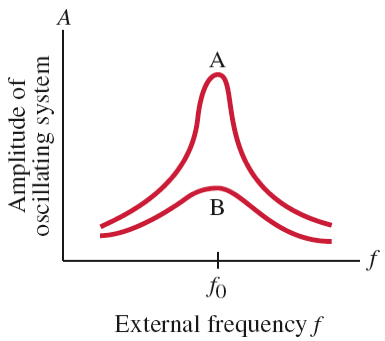 A
Amplitude of
oscillating system
A
B
f
f0
External frequency f